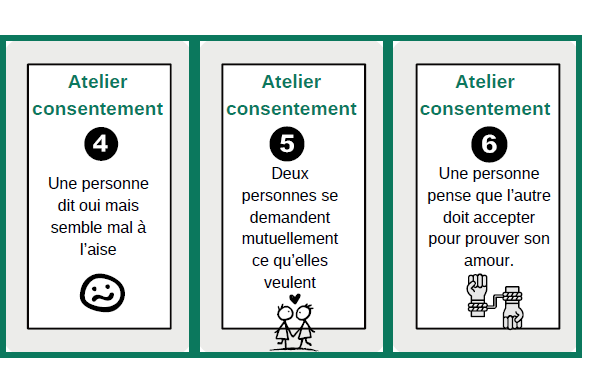 Atelier
consentement
4
Une personne
dit oui mais
semble mal à
l’aise
Atelier
consentement
5
Deux
personnes se
demandent
mutuellement
ce qu’elles
veulent
Atelier
consentement
6
Une personne
pense que l’autre
doit accepter
pour prouver son
amour.